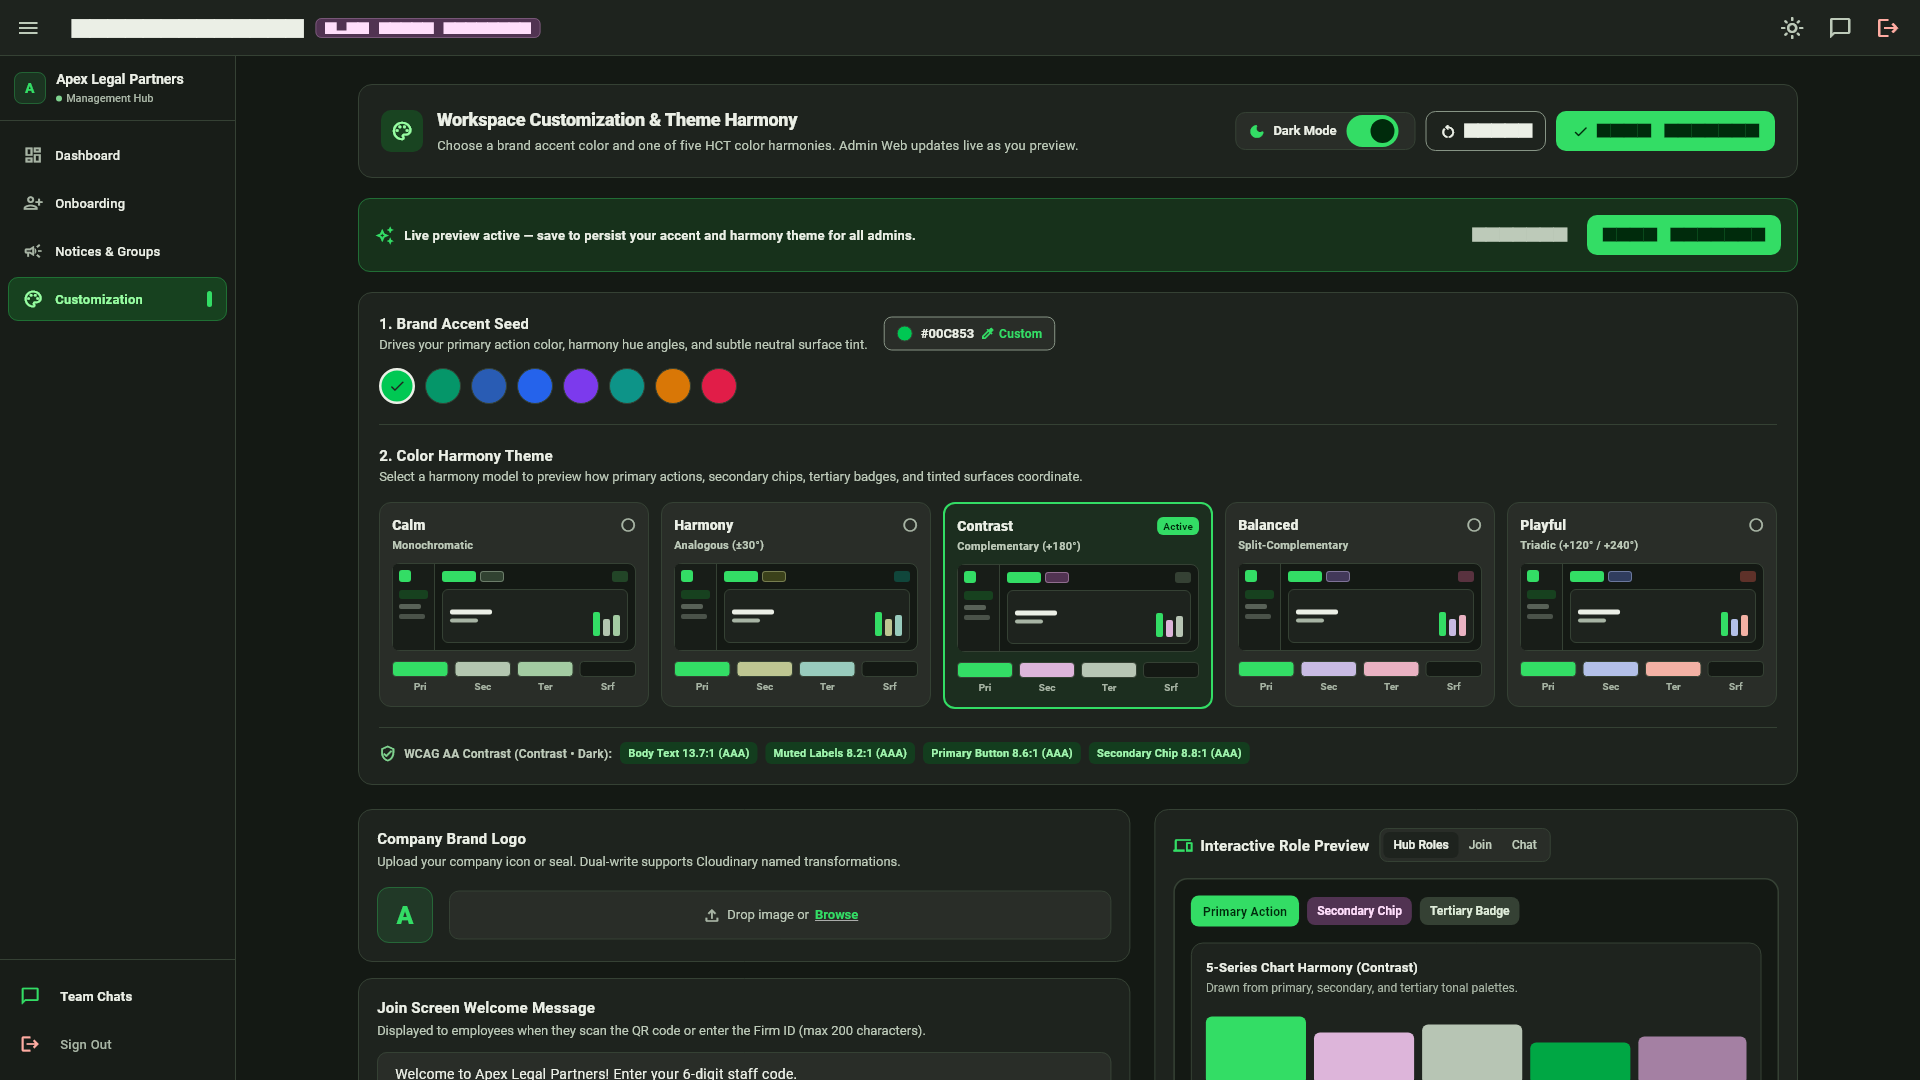 Apex Legal Partners
Management Hub
Dashboard
Onboarding
Notices & Groups
Customization
Team Chats
Sign Out
A
Workspace Customization & Theme Harmony
Choose a brand accent color and one of five HCT color harmonies. Admin Web updates live as you preview.
Dark Mode
Live preview active — save to persist your accent and harmony theme for all admins.
1. Brand Accent Seed
Drives your primary action color, harmony hue angles, and subtle neutral surface tint.
#00C853 Custom
2. Color Harmony Theme
Select a harmony model to preview how primary actions, secondary chips, tertiary badges, and tinted surfaces coordinate.
Calm
Monochromatic
Pri Sec Ter Srf
Harmony
Analogous (±30°)
Pri Sec Ter Srf
Contrast
Active
Complementary (+180°)
Pri Sec Ter Srf
Balanced
Split-Complementary
Pri Sec Ter Srf
Playful
Triadic (+120° / +240°)
Pri Sec Ter Srf
WCAG AA Contrast (Contrast • Dark): Body Text 13.7:1 (AAA) Muted Labels 8.2:1 (AAA) Primary Button 8.6:1 (AAA) Secondary Chip 8.8:1 (AAA)
Company Brand Logo
Upload your company icon or seal. Dual-write supports Cloudinary named transformations.
A
Drop image or Browse
Join Screen Welcome Message
Displayed to employees when they scan the QR code or enter the Firm ID (max 200 characters).
Welcome to Apex Legal Partners! Enter your 6-digit staff code.
Interactive Role Preview
Hub Roles Join Chat
Primary Action Secondary Chip Tertiary Badge
5-Series Chart Harmony (Contrast)
Drawn from primary, secondary, and tertiary tonal palettes.